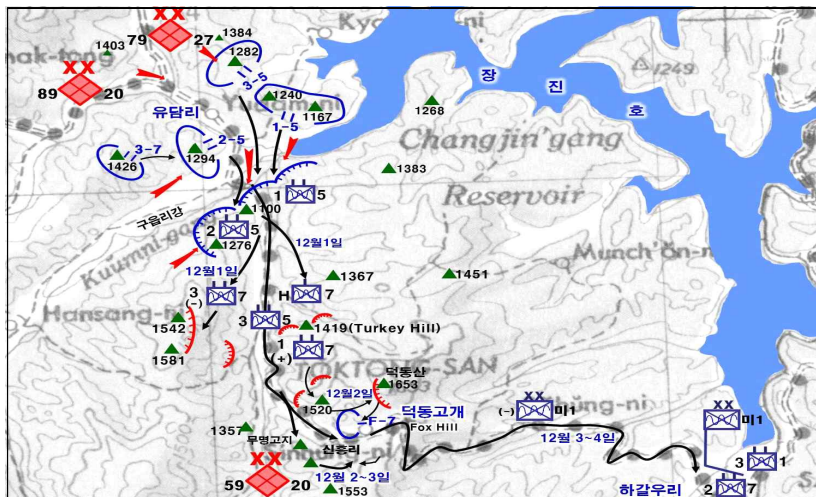 79 XX 27
1384
1403
1282
89 XX 20
유담리
3-5
Yudam-ni
1240
1167
1-5
1268
장진호
1249
Changjin'gang
Reservoir
3-7
1426
2-5
1294
1383
1 5
1100
구읍리강
2 5
1276
Kuumni-gang
12월1일
12월1일
Munch'ŏn-ni
Hansang-ni
3 (-) 7
H 7
1367
1451
1542
1581
3 5
1419(Turkey Hill)
1 (+) 7
TOKTONG-SAN
덕동산
1653
12월2일
1520
덕동고개
F-7
Fox Hill
XX
(-) 미1
12월 3~4일
XX
미1
1357
무명고지
신흥리
Sinhung-ni
59 XX 20
12월 2~3일
1553
하갈우리
3 1
2 7